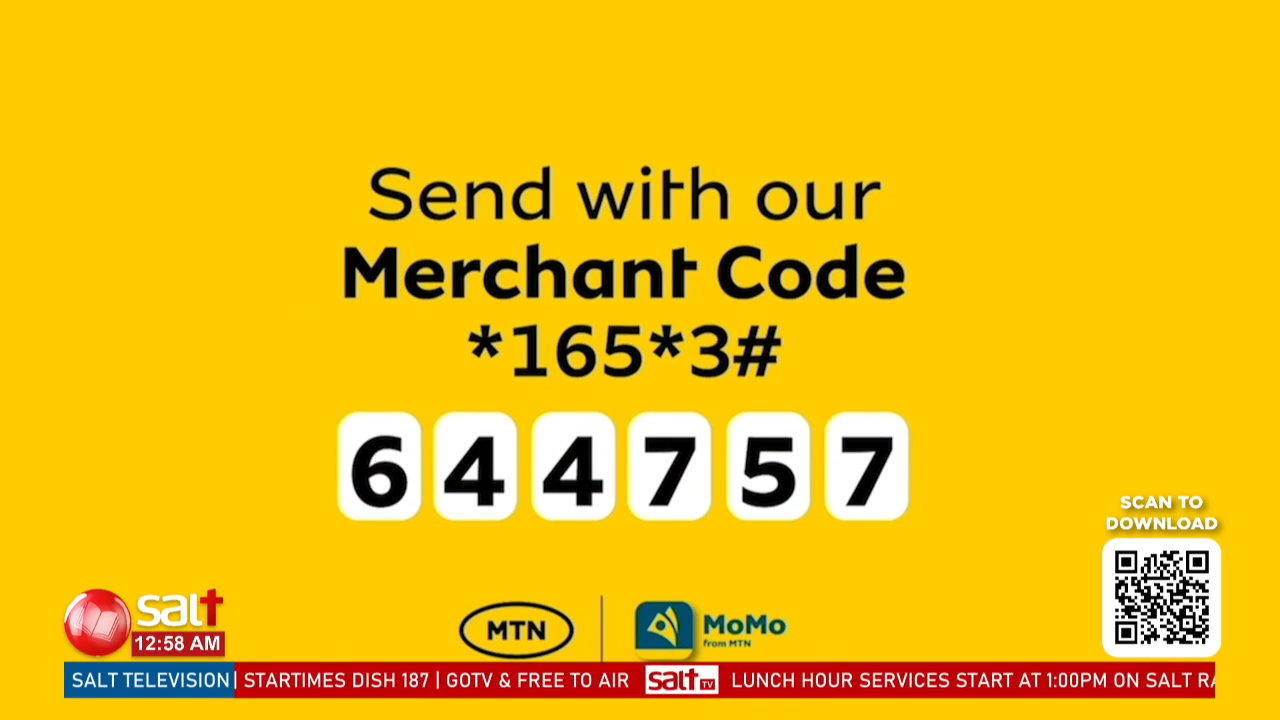 Send with our
Merchant Code
*165*3#
644757
SCAN TO
DOWNLOAD
salt
12:58 AM
MTN
MoMo
from MTN
SALT TELEVISION | STARTIMES DISH 187 | GOTV & FREE TO AIR salt TV LUNCH HOUR SERVICES START AT 1:00PM ON SALT